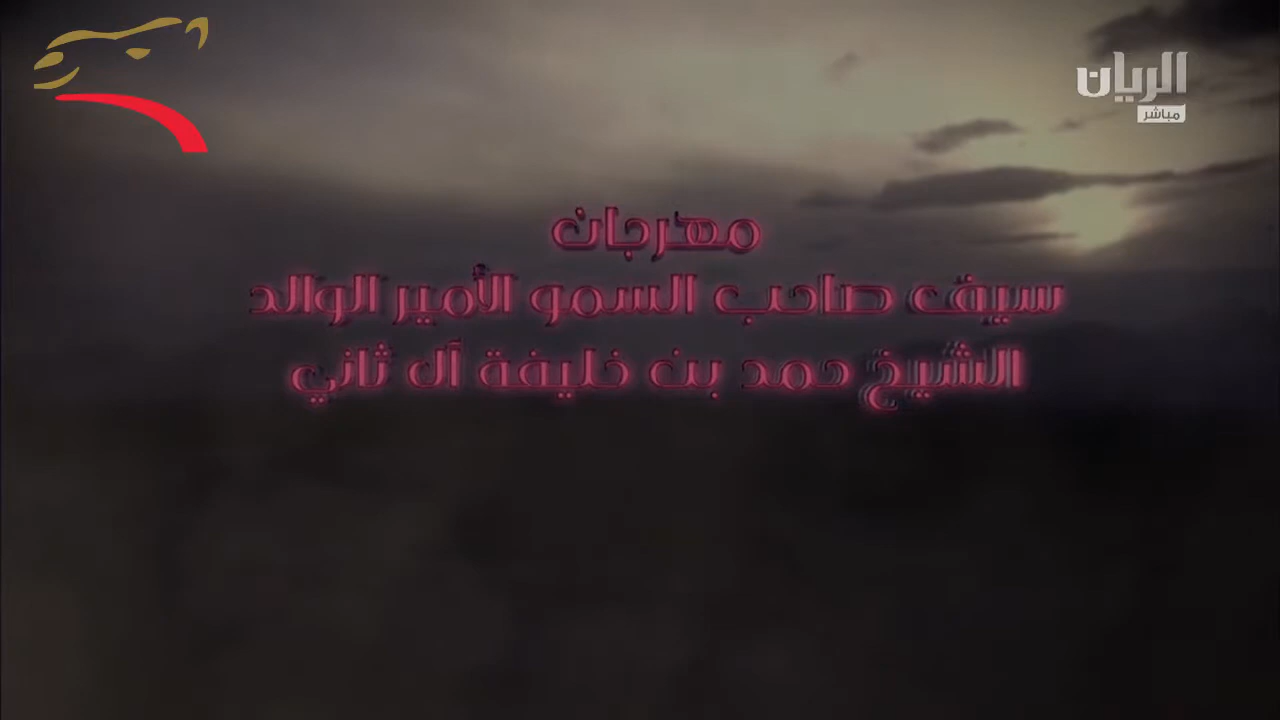 الريان
مباشر
مهرجان
سيف صاحب السمو الأمير الوالد
الشيخ حمد بن خليفة آل ثاني